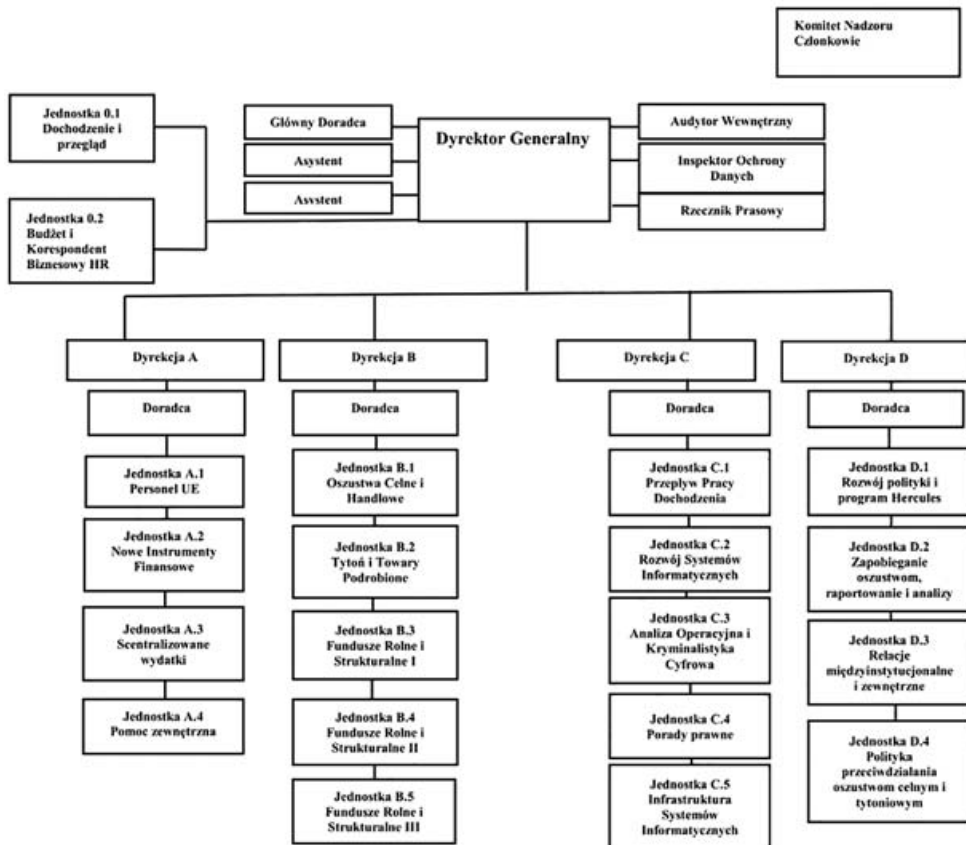 Komitet Nadzoru
Członkowie
Jednostka 0.1
Dochodzenie i
przegląd
Główny Doradca
Asystent
Asystent
Dyrektor Generalny
Audytor Wewnętrzny
Inspektor Ochrony
Danych
Rzecznik Prasowy
Jednostka 0.2
Budżet i
Korespondent
Biznesowy HR
Dyrekcja A
Doradca
Jednostka A.1
Personel UE
Jednostka A.2
Nowe Instrumenty
Finansowe
Jednostka A.3
Scentralizowane
wydatki
Jednostka A.4
Pomoc zewnętrzna
Dyrekcja B
Doradca
Jednostka B.1
Oszustwa Celne i
Handlowe
Jednostka B.2
Tytoń i Towary
Podrobione
Jednostka B.3
Fundusze Rolne i
Strukturalne I
Jednostka B.4
Fundusze Rolne i
Strukturalne II
Jednostka B.5
Fundusze Rolne i
Strukturalne III
Dyrekcja C
Doradca
Jednostka C.1
Przepływ Pracy
Dochodzenia
Jednostka C.2
Rozwój Systemów
Informatycznych
Jednostka C.3
Analiza Operacyjna i
Kryminalistyka
Cyfrowa
Jednostka C.4
Porady prawne
Jednostka C.5
Infrastruktura
Systemów
Informatycznych
Dyrekcja D
Doradca
Jednostka D.1
Rozwój polityki i
program Hercules
Jednostka D.2
Zapobieganie
oszustwom,
raportowanie i analizy
Jednostka D.3
Relacje
międzyinstytucjonalne
i zewnętrzne
Jednostka D.4
Polityka
przeciwdziałania
oszustwom celnym i
tytoniowym